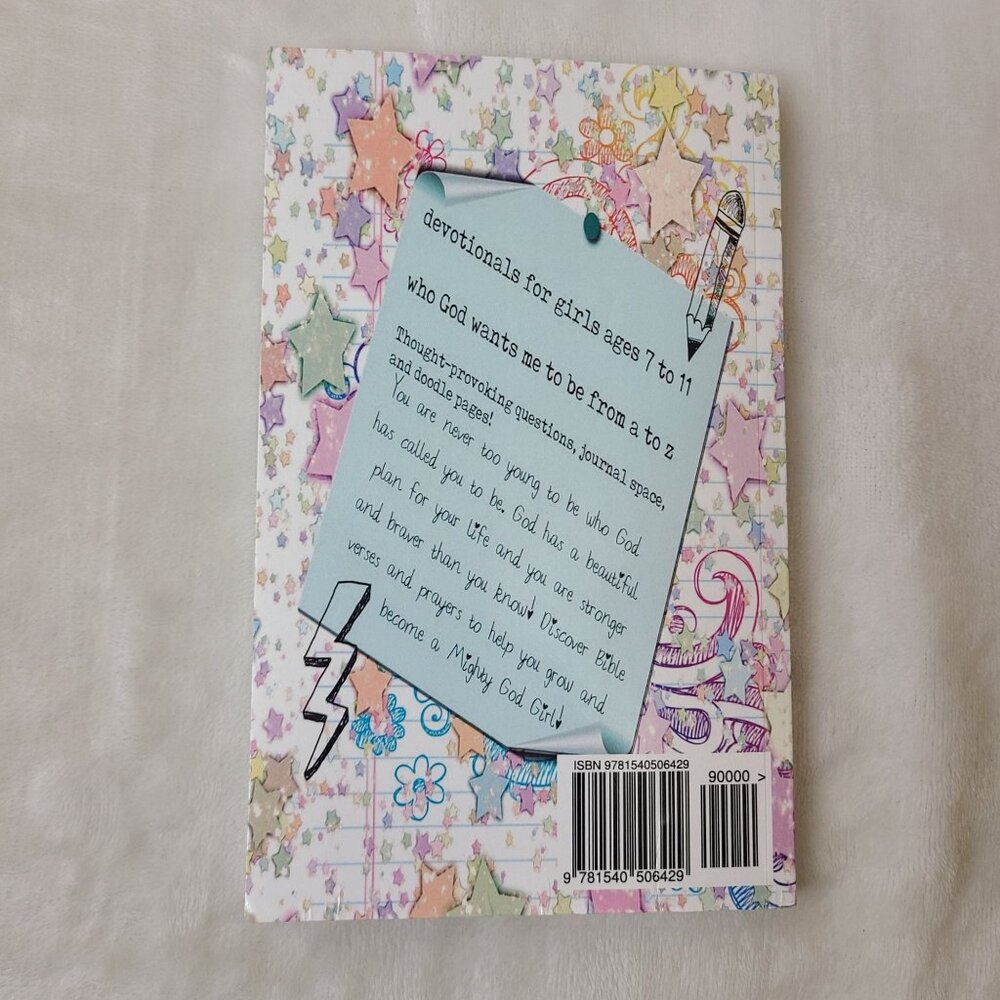 devotionals for girls ages 7 to 11
who God wants me to be from a to z
Thought-provoking questions, journal space,
and doodle pages!
You are never too young to be who God
has called you to be. God has a beautiful
plan for your life and you are stronger
and braver than you know! Discover Bible
verses and prayers to help you grow and
become a Mighty God Girl!
ISBN 9781540506429
90000 >
9 781540 506429